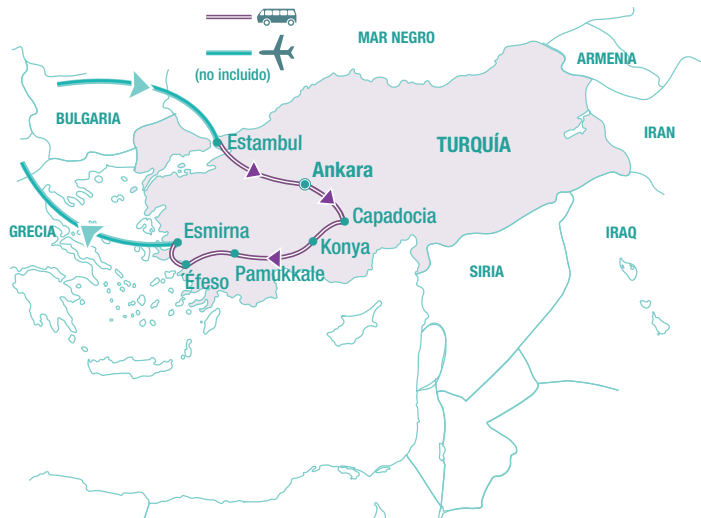 MAR NEGRO
(no incluido)
ARMENIA
BULGARIA
IRAN
Estambul
TURQUÍA
Ankara
Capadocia
GRECIA
Esmirna
Konya
IRAQ
Pamukkale
Éfeso
SIRIA